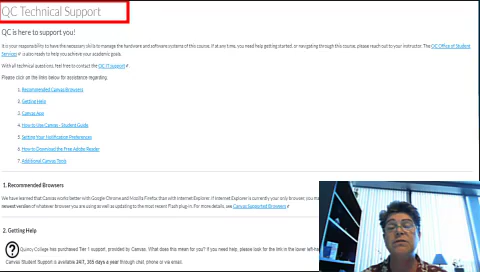 QC Technical Support
QC is here to support you!
It is your responsibility to have the necessary skills to manage the hardware and software systems of this course. If at any time, you need help getting started, or navigating through this course, please reach out to your instructor. The QC Office of Student
Services is also ready to help you achieve your academic goals.
With all technical questions, feel free to contact the QC IT support.
Please click on the links below for assistance regarding:
1. Recommended Canvas Browsers
2. Getting Help
3. Canvas Apps
4. How to Use Canvas - Student Guide
5. Setting Your Notification Preferences
6. How to Download the Free Adobe Reader
7. Additional Canvas Tools
1. Recommended Browsers
We have learned that Canvas works better with Google Chrome and Mozilla Firefox than with Internet Explorer. If Internet Explorer is currently your only browser, you
newest version of whatever browser you are using as well as updating to the most recent Flash plug-in. For more details, see Canvas Supported Browsers
2. Getting Help
? Quincy College has purchased Tier 1 support, provided by Canvas. What does this mean for you? If you need help, please look for the link in the lower left
Canvas Student Support is available 24/7, 365 days a year through chat, phone or via email.